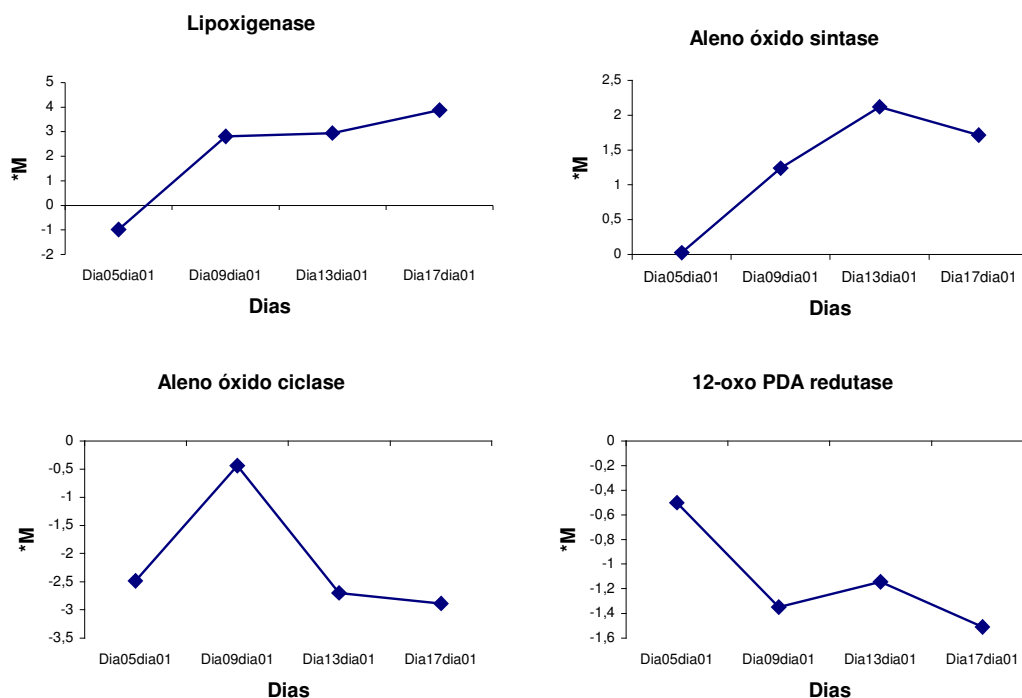 Lipoxigenase
5
4
3
2
1
0
-1
-2
*M
Dia05dia01 Dia09dia01 Dia13dia01 Dia17dia01
Dias
Aleno óxido sintase
2,5
2
1,5
1
0,5
0
*M
Dia05dia01 Dia09dia01 Dia13dia01 Dia17dia01
Dias
Aleno óxido ciclase
0
-0,5
-1
-1,5
-2
-2,5
-3
-3,5
*M
Dia05dia01 Dia09dia01 Dia13dia01 Dia17dia01
Dias
12-oxo PDA redutase
0
-0,2
-0,4
-0,6
-0,8
-1
-1,2
-1,4
-1,6
*M
Dia05dia01 Dia09dia01 Dia13dia01 Dia17dia01
Dias